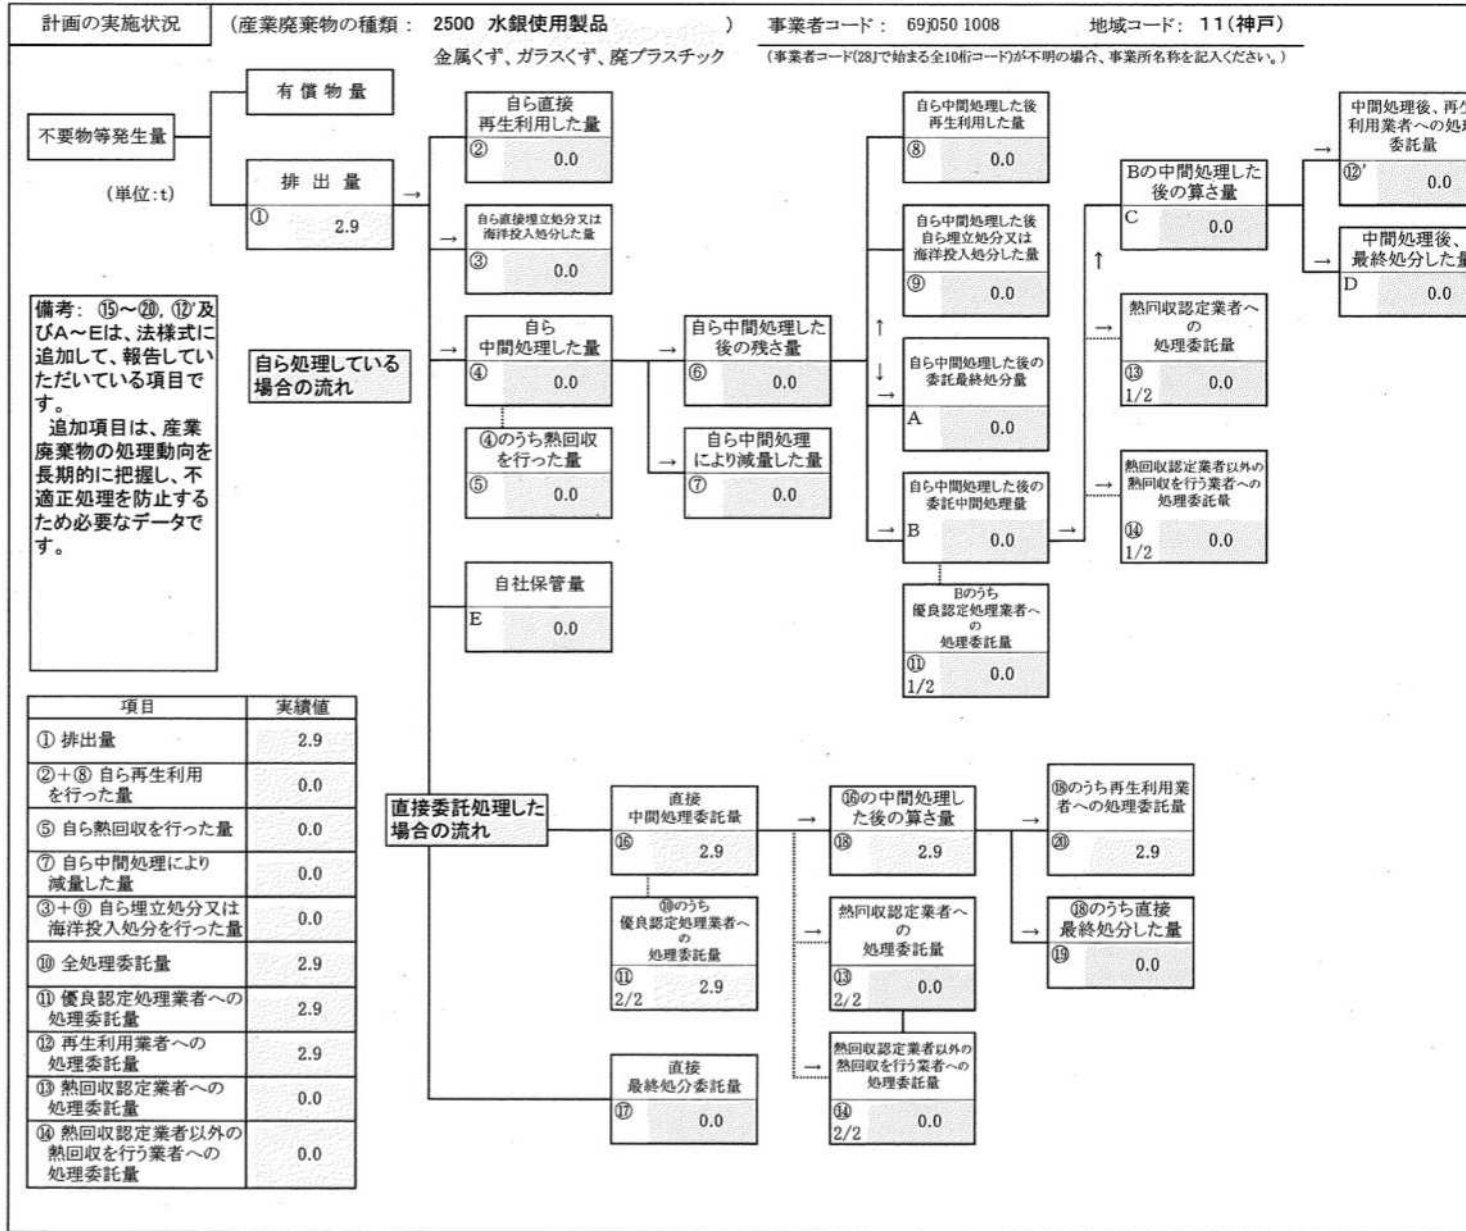 計画の実施状況
（産業廃棄物の種類： 2500 水銀使用製品 ）
事業者コード： 69j050 1008
地域コード： 11（神戸）
金属くず、ガラスくず、廃プラスチック
（事業者コード(28Jで始まる全10桁コード)が不明の場合、事業所名称を記入ください。）
不要物等発生量
（単位:t）
有償物量
排出量
①
2.9
→
自ら直接
再生利用した量
②
0.0
→
自ら直接埋立処分又は
海洋投入処分した量
③
0.0
→
自ら
中間処理した量
④
0.0
④のうち熱回収
を行った量
⑤
0.0
自社保管量
E
0.0
→
自ら中間処理した
後の残さ量
⑥
0.0
→
自ら中間処理
により減量した量
⑦
0.0
自ら中間処理した後
再生利用した量
⑧
0.0
自ら中間処理した後
自ら埋立処分又は
海洋投入処分した量
⑨
0.0
↑
↓
→
自ら中間処理した後の
委託最終処分量
A
0.0
→
自ら中間処理した後の
委託中間処理量
B
0.0
→
Bのうち
優良認定処理業者へ
の
処理委託量
⑪
1/2
0.0
↑
Bの中間処理した
後の算さ量
C
0.0
→
熱回収認定業者へ
の
処理委託量
⑬
1/2
0.0
→
熱回収認定業者以外の
熱回収を行う業者への
処理委託量
⑭
1/2
0.0
→
中間処理後、再生
利用業者への処理
委託量
⑫'
0.0
→
中間処理後、
最終処分した量
D
0.0
備考： ⑮～⑳, ⑫'及
びA～Eは、法様式に
追加して、報告してい
ただいている項目で
す。
追加項目は、産業
廃棄物の処理動向を
長期的に把握し、不
適正処理を防止する
ため必要なデータで
す。
自ら処理している
場合の流れ
項目 実績値
① 排出量 2.9
②＋⑧ 自ら再生利用
を行った量 0.0
⑤ 自ら熱回収を行った量 0.0
⑦ 自ら中間処理により
減量した量 0.0
③＋⑨ 自ら埋立処分又は
海洋投入処分を行った量 0.0
⑩ 全処理委託量 2.9
⑪ 優良認定処理業者への
処理委託量 2.9
⑫ 再生利用業者への
処理委託量 2.9
⑬ 熱回収認定業者への
処理委託量 0.0
⑭ 熱回収認定業者以外の
熱回収を行う業者への
処理委託量 0.0
直接委託処理した
場合の流れ
直接
中間処理委託量
⑯
2.9
⑩のうち
優良認定処理業者へ
の
処理委託量
⑪
2/2
2.9
直接
最終処分委託量
⑰
0.0
→
⑯の中間処理し
た後の算さ量
⑱
2.9
→
熱回収認定業者へ
の
処理委託量
⑬
2/2
0.0
→
熱回収認定業者以外の
熱回収を行う業者への
処理委託量
⑭
2/2
0.0
→
⑱のうち再生利用業
者への処理委託量
⑳
2.9
→
⑱のうち直接
最終処分した量
⑲
0.0